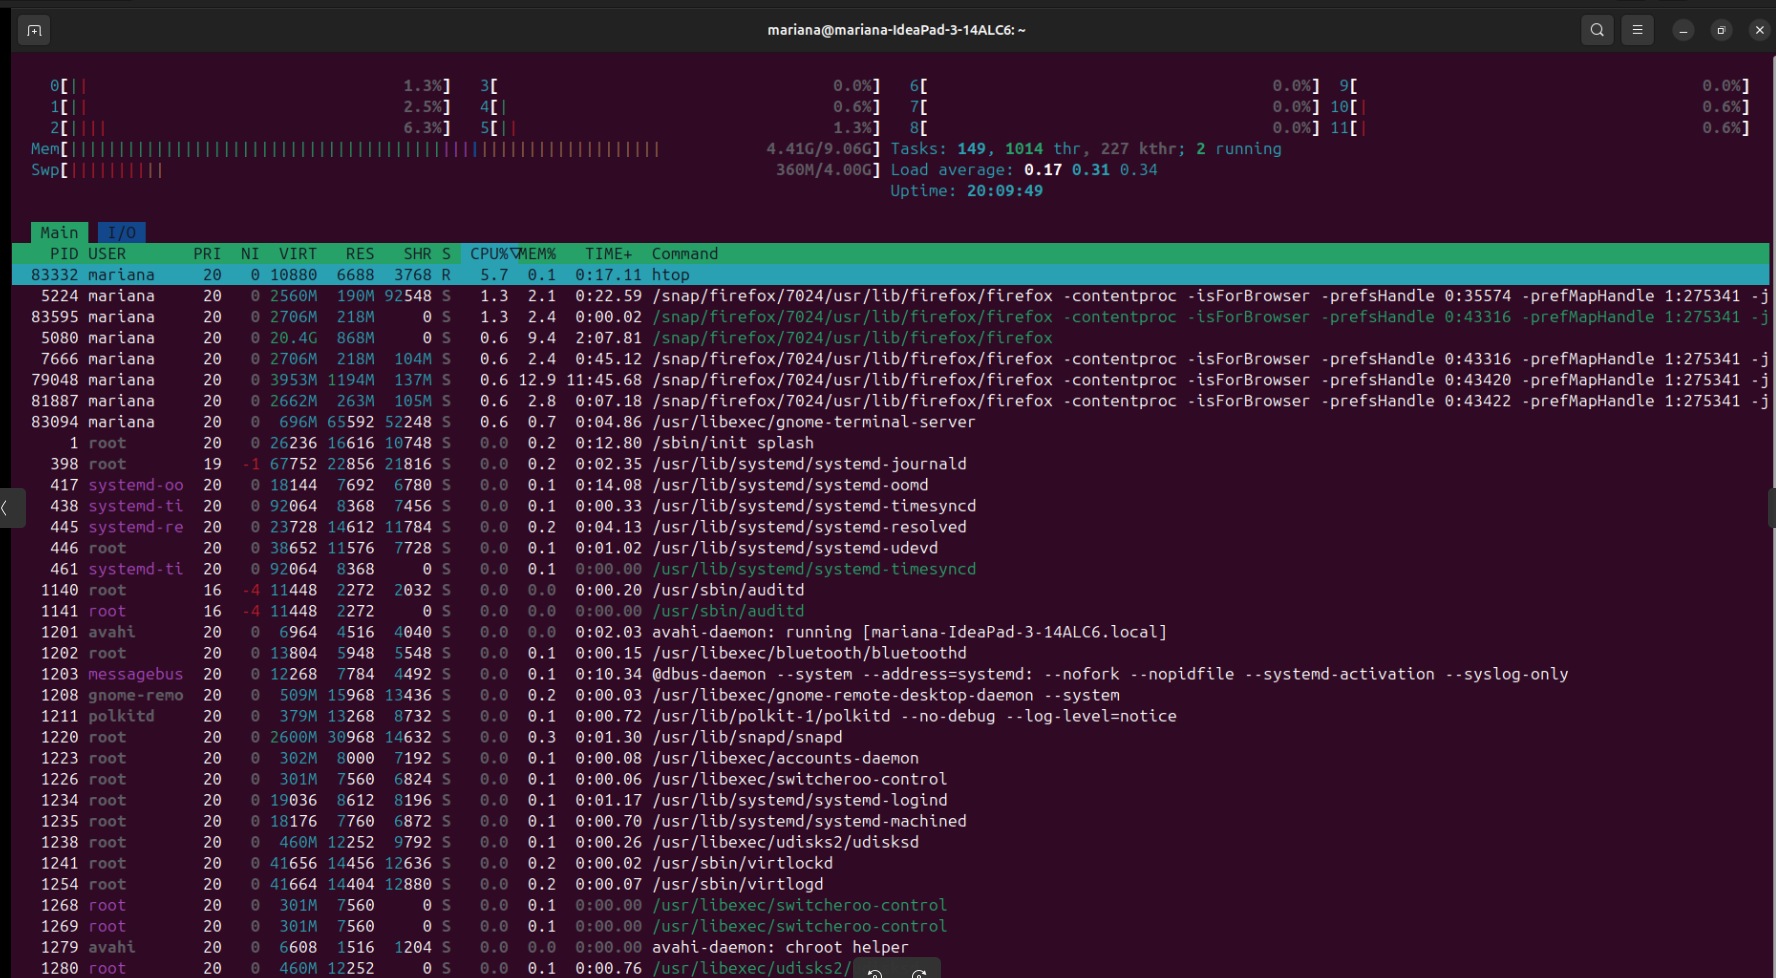 mariana@mariana-IdeaPad-3-14ALC6: ~
0[|| 1.3%] 3[ 0.0%] 6[ 0.0%] 9[ 0.0%]
1[|| 2.5%] 4[| 0.6%] 7[ 0.0%] 10[| 0.6%]
2[|||| 6.3%] 5[|| 1.3%] 8[ 0.0%] 11[| 0.6%]
Mem[|||||||||||||||||||||||||||||||||||||||||||||||||||||||||||||| 4.41G/9.06G] Tasks: 149, 1014 thr, 227 kthr; 2 running
Swp[|||||||||| 360M/4.00G] Load average: 0.17 0.31 0.34
Uptime: 20:09:49
Main I/O
PID USER PRI NI VIRT RES SHR S CPU%▽MEM% TIME+ Command
83332 mariana 20 0 10880 6688 3768 R 5.7 0.1 0:17.11 htop
5224 mariana 20 0 2560M 190M 92548 S 1.3 2.1 0:22.59 /snap/firefox/7024/usr/lib/firefox/firefox -contentproc -isForBrowser -prefsHandle 0:35574 -prefMapHandle 1:275341 -j
83595 mariana 20 0 2706M 218M 0 S 1.3 2.4 0:00.02 /snap/firefox/7024/usr/lib/firefox/firefox -contentproc -isForBrowser -prefsHandle 0:43316 -prefMapHandle 1:275341 -j
5080 mariana 20 0 20.4G 868M 0 S 0.6 9.4 2:07.81 /snap/firefox/7024/usr/lib/firefox/firefox
7666 mariana 20 0 2706M 218M 104M S 0.6 2.4 0:45.12 /snap/firefox/7024/usr/lib/firefox/firefox -contentproc -isForBrowser -prefsHandle 0:43316 -prefMapHandle 1:275341 -j
79048 mariana 20 0 3953M 1194M 137M S 0.6 12.9 11:45.68 /snap/firefox/7024/usr/lib/firefox/firefox -contentproc -isForBrowser -prefsHandle 0:43420 -prefMapHandle 1:275341 -j
81887 mariana 20 0 2662M 263M 105M S 0.6 2.8 0:07.18 /snap/firefox/7024/usr/lib/firefox/firefox -contentproc -isForBrowser -prefsHandle 0:43422 -prefMapHandle 1:275341 -j
83094 mariana 20 0 696M 65592 52248 S 0.6 0.7 0:04.86 /usr/libexec/gnome-terminal-server
1 root 20 0 26236 16616 10748 S 0.0 0.2 0:12.80 /sbin/init splash
398 root 19 -1 67752 22856 21816 S 0.0 0.2 0:02.35 /usr/lib/systemd/systemd-journald
417 systemd-oo 20 0 18144 7692 6780 S 0.0 0.1 0:14.08 /usr/lib/systemd/systemd-oomd
438 systemd-ti 20 0 92064 8368 7456 S 0.0 0.1 0:00.33 /usr/lib/systemd/systemd-timesyncd
445 systemd-re 20 0 23728 14612 11784 S 0.0 0.2 0:04.13 /usr/lib/systemd/systemd-resolved
446 root 20 0 38652 11576 7728 S 0.0 0.1 0:01.02 /usr/lib/systemd/systemd-udevd
461 systemd-ti 20 0 92064 8368 0 S 0.0 0.1 0:00.00 /usr/lib/systemd/systemd-timesyncd
1140 root 16 -4 11448 2272 2032 S 0.0 0.0 0:00.20 /usr/sbin/auditd
1141 root 16 -4 11448 2272 0 S 0.0 0.0 0:00.00 /usr/sbin/auditd
1201 avahi 20 0 6964 4516 4040 S 0.0 0.0 0:02.03 avahi-daemon: running [mariana-IdeaPad-3-14ALC6.local]
1202 root 20 0 13804 5948 5548 S 0.0 0.1 0:00.15 /usr/libexec/bluetooth/bluetoothd
1203 messagebus 20 0 12268 7784 4492 S 0.0 0.1 0:10.34 @dbus-daemon --system --address=systemd: --nofork --nopidfile --systemd-activation --syslog-only
1208 gnome-remo 20 0 509M 15968 13436 S 0.0 0.2 0:00.03 /usr/libexec/gnome-remote-desktop-daemon --system
1211 polkitd 20 0 379M 13268 8732 S 0.0 0.1 0:00.72 /usr/lib/polkit-1/polkitd --no-debug --log-level=notice
1220 root 20 0 2600M 30968 14632 S 0.0 0.3 0:01.30 /usr/lib/snapd/snapd
1223 root 20 0 302M 8000 7192 S 0.0 0.1 0:00.08 /usr/libexec/accounts-daemon
1226 root 20 0 301M 7560 6824 S 0.0 0.1 0:00.06 /usr/libexec/switcheroo-control
1234 root 20 0 19036 8612 8196 S 0.0 0.1 0:01.17 /usr/lib/systemd/systemd-logind
1235 root 20 0 18176 7760 6872 S 0.0 0.1 0:00.70 /usr/lib/systemd/systemd-machined
1238 root 20 0 460M 12252 9792 S 0.0 0.1 0:00.26 /usr/libexec/udisks2/udisksd
1241 root 20 0 41656 14456 12636 S 0.0 0.2 0:00.02 /usr/sbin/virtlockd
1254 root 20 0 41664 14404 12880 S 0.0 0.2 0:00.07 /usr/sbin/virtlogd
1268 root 20 0 301M 7560 0 S 0.0 0.1 0:00.00 /usr/libexec/switcheroo-control
1269 root 20 0 301M 7560 0 S 0.0 0.1 0:00.00 /usr/libexec/switcheroo-control
1279 avahi 20 0 6608 1516 1204 S 0.0 0.0 0:00.00 avahi-daemon: chroot helper
1280 root 20 0 460M 12252 0 S 0.0 0.1 0:00.76 /usr/libexec/udisks2/